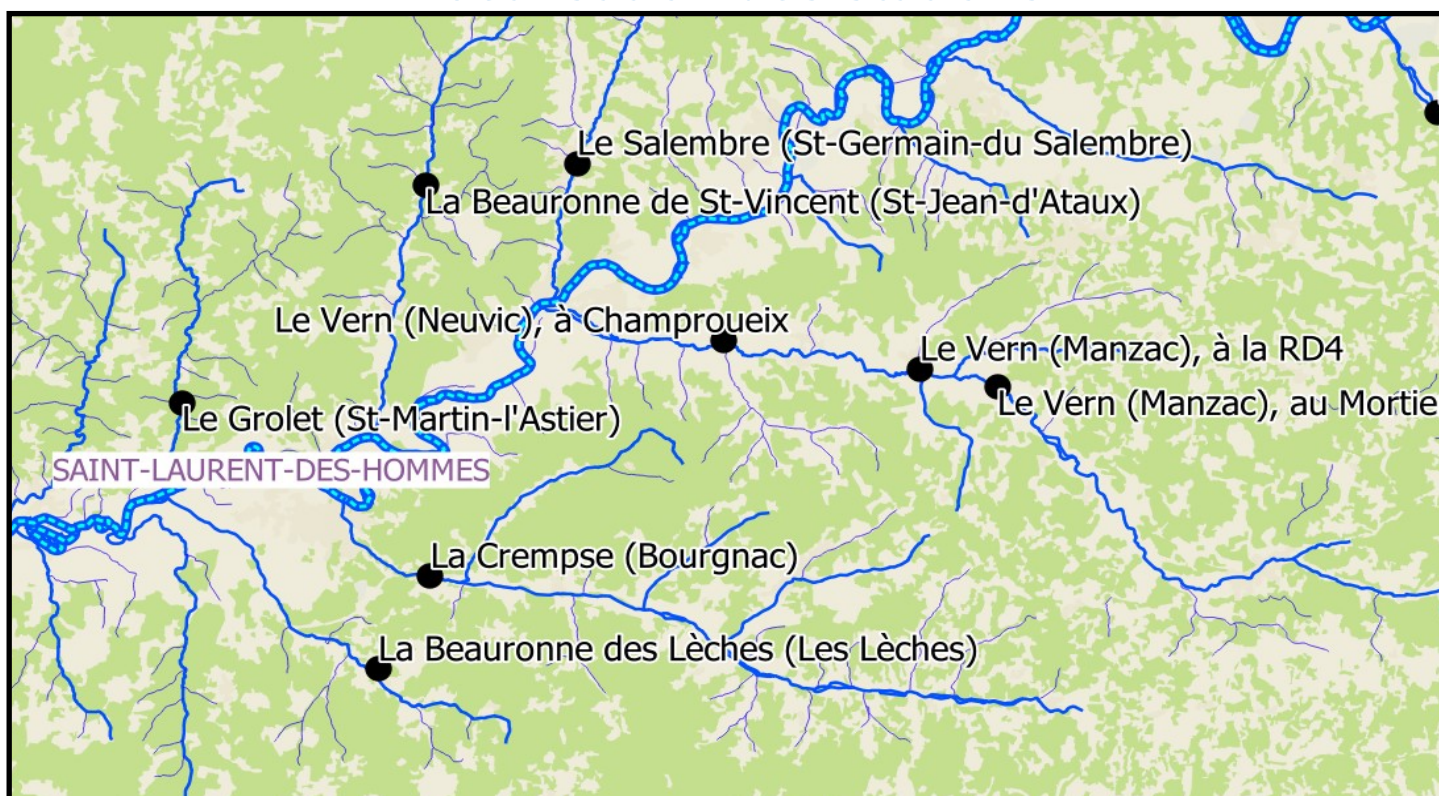 Le Salembre (St-Germain-du Salembre)
La Beauronne de St-Vincent (St-Jean-d'Ataux)
Le Vern (Neuvic), à Champroueix
Le Vern (Manzac), à la RD4
Le Vern (Manzac), au Mortie
Le Grolet (St-Martin-l'Astier)
SAINT-LAURENT-DES-HOMMES
La Crempse (Bourgnac)
La Beauronne des Lèches (Les Lèches)